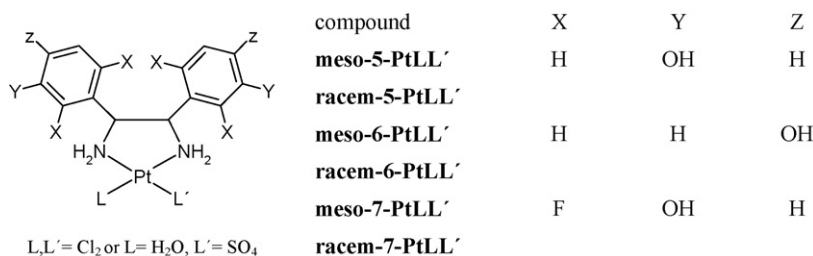 compound X Y Z
meso-5-PtLL´ H OH H
racem-5-PtLL´
meso-6-PtLL´ H H OH
racem-6-PtLL´
meso-7-PtLL´ F OH H
racem-7-PtLL´
Z Z
X X
Y Y
X X
H2N NH2
Pt
L L´
L,L´= Cl2 or L= H2O, L´= SO4